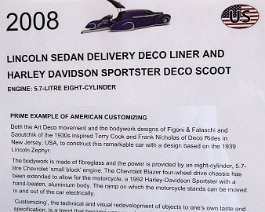 2008
US
LINCOLN SEDAN DELIVERY DECO LINER AND
HARLEY DAVIDSON SPORTSTER DECO SCOOT
ENGINE: 5.7-LITRE EIGHT-CYLINDER
PRIME EXAMPLE OF AMERICAN CUSTOMIZING
Both the Art Deco movement and the bodywork designs of Figoni & Falaschi and
Saoutchik of the 1930s inspired Terry Cook and Frank Nicholas of Deco Rides in
New Jersey, USA, to construct this remarkable car with a design based on the 1939
Lincoln Zephyr.
The bodywork is made of fibreglass and the power is provided by an eight-cylinder, 5.7-
litre Chevrolet 'small block' engine. The Chevrolet Blazer four-wheel drive chassis has
been extended to allow for the motorcycle, a 1992 Harley-Davidson Sportster with a
hand-beaten, aluminium body. The ramp on which the motorcycle stands can be moved
in and out of the car electrically.
'Customizing', the technical and visual redevelopment of objects to one's own taste and
specification, is a trend that